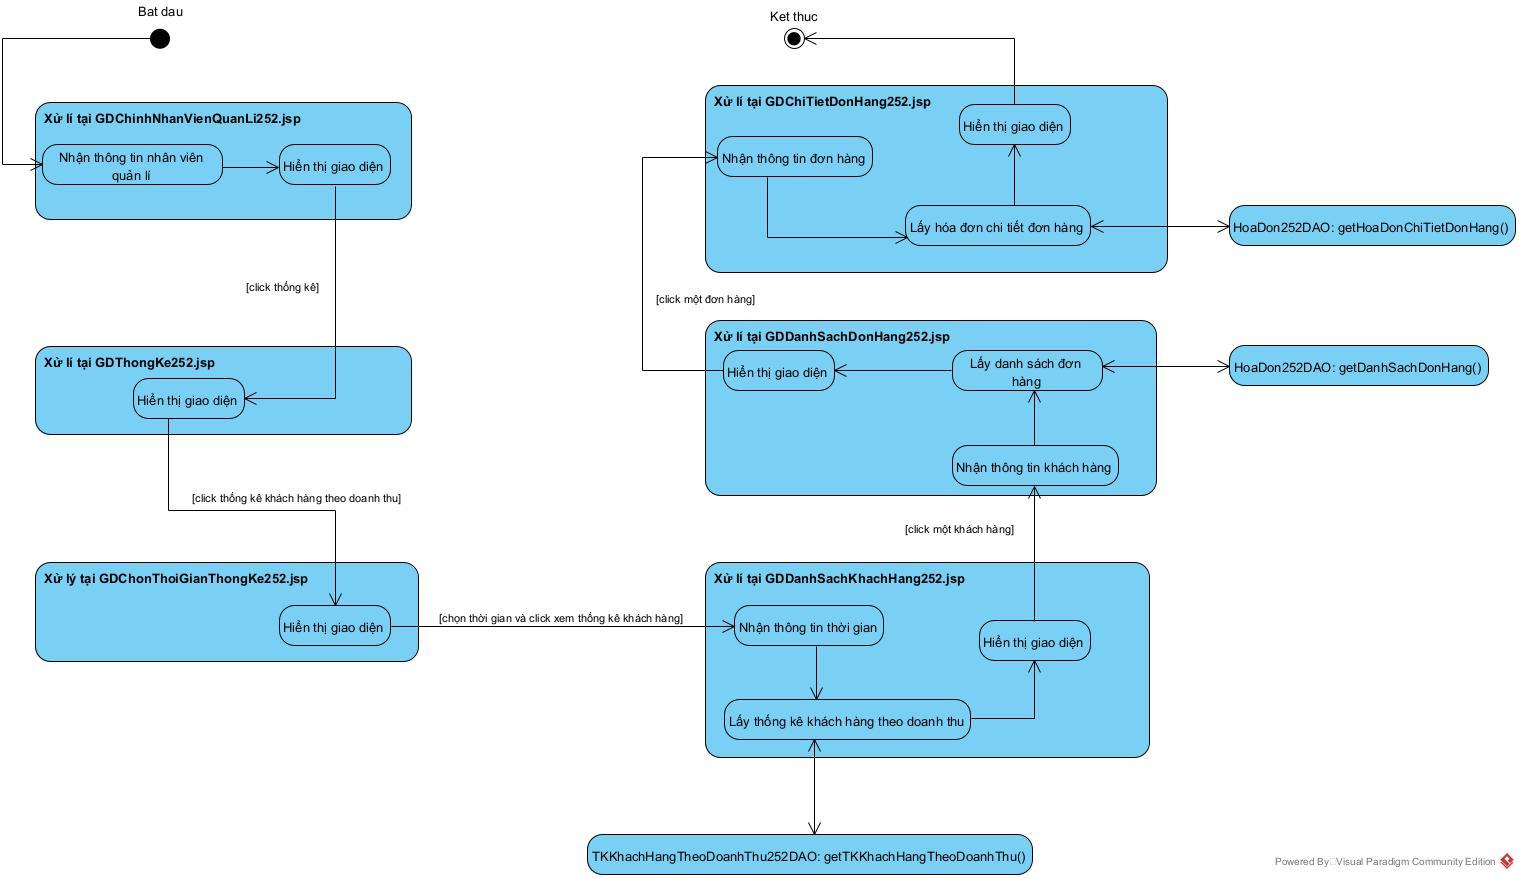 Bat dau
Xử lí tại GDChinhNhanVienQuanLi252.jsp
Nhận thông tin nhân viên
quản lí
Hiển thị giao diện
[click thống kê]
Xử lí tại GDThongKe252.jsp
Hiển thị giao diện
[click thống kê khách hàng theo doanh thu]
Xử lý tại GDChonThoiGianThongKe252.jsp
Hiển thị giao diện
[chọn thời gian và click xem thống kê khách hàng]
Xử lí tại GDDanhSachKhachHang252.jsp
Nhận thông tin thời gian
Lấy thống kê khách hàng theo doanh thu
Hiển thị giao diện
TKKhachHangTheoDoanhThu252DAO: getTKKhachHangTheoDoanhThu()
[click một khách hàng]
Xử lí tại GDDanhSachDonHang252.jsp
Nhận thông tin khách hàng
Lấy danh sách đơn
hàng
HoaDon252DAO: getDanhSachDonHang()
Hiển thị giao diện
[click một đơn hàng]
Xử lí tại GDChiTietDonHang252.jsp
Nhận thông tin đơn hàng
Lấy hóa đơn chi tiết đơn hàng
HoaDon252DAO: getHoaDonChiTietDonHang()
Hiển thị giao diện
Ket thuc
Powered By Visual Paradigm Community Edition